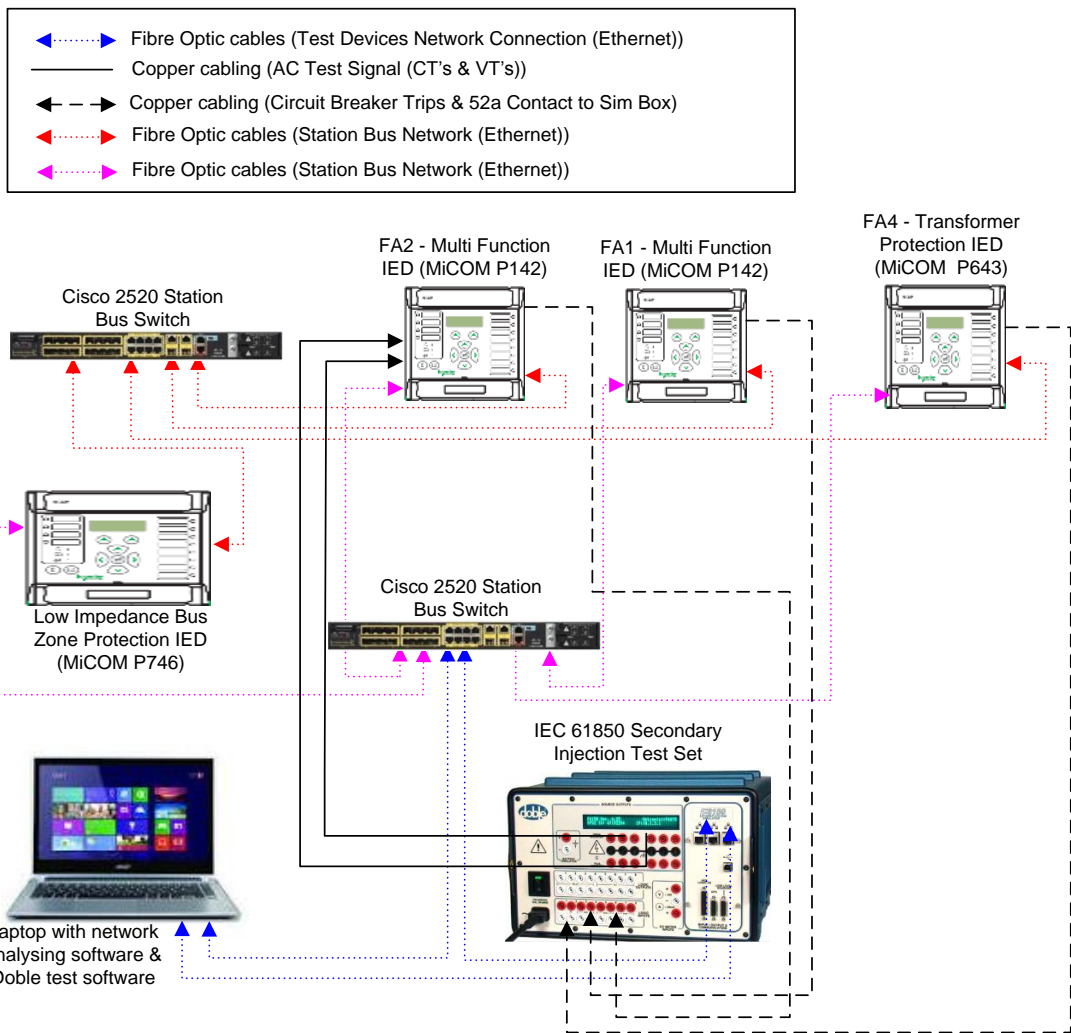 Fibre Optic cables (Test Devices Network Connection (Ethernet))
Copper cabling (AC Test Signal (CT's & VT's))
Copper cabling (Circuit Breaker Trips & 52a Contact to Sim Box)
Fibre Optic cables (Station Bus Network (Ethernet))
Fibre Optic cables (Station Bus Network (Ethernet))
FA4 - Transformer
Protection IED
(MiCOM P643)
FA2 - Multi Function
IED (MiCOM P142)
FA1 - Multi Function
IED (MiCOM P142)
Cisco 2520 Station
Bus Switch
Low Impedance Bus
Zone Protection IED
(MiCOM P746)
Cisco 2520 Station
Bus Switch
IEC 61850 Secondary
Injection Test Set
doble
SOURCE OUTPUTS
aptop with network
nalysing software &
Doble test software